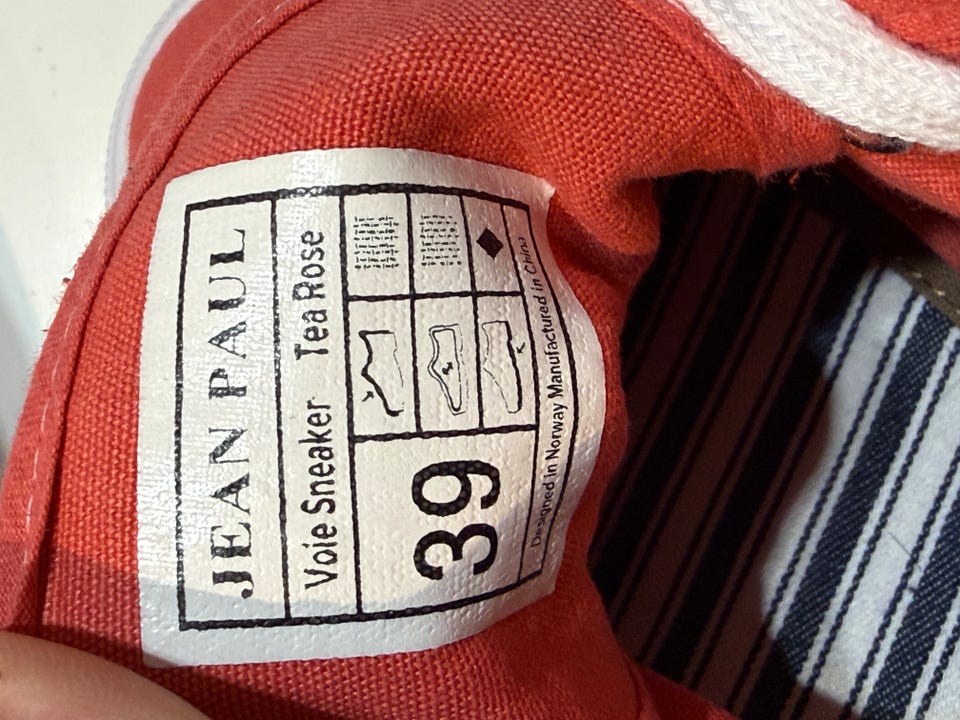 JEAN PAUL
Voie Sneaker Tea Rose
39
Designed in Norway Manufactured in China